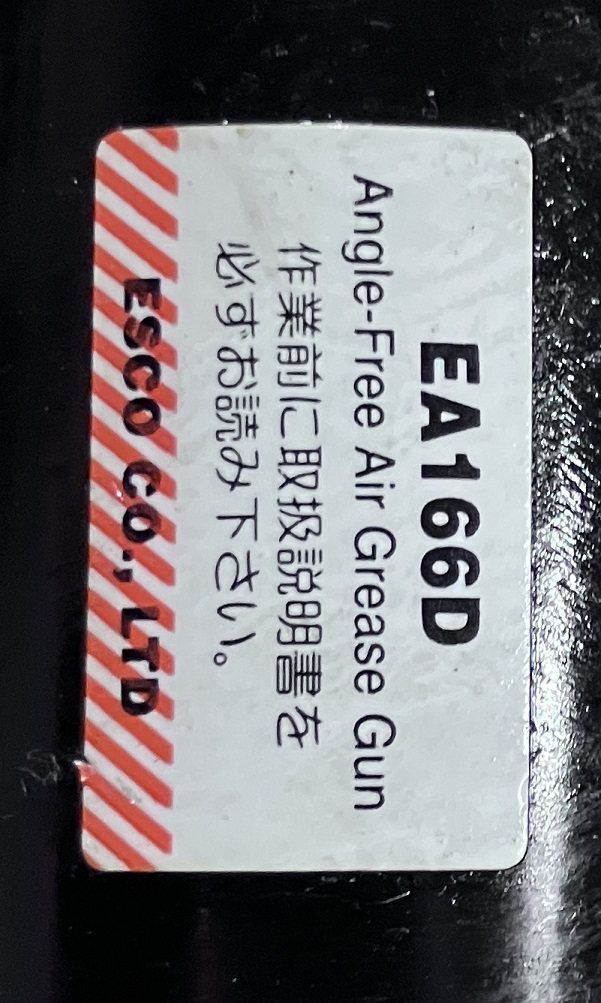 EA166D
Angle-Free Air Grease Gun
作業前に取扱説明書を
必ずお読み下さい。
ESCO CO., LTD